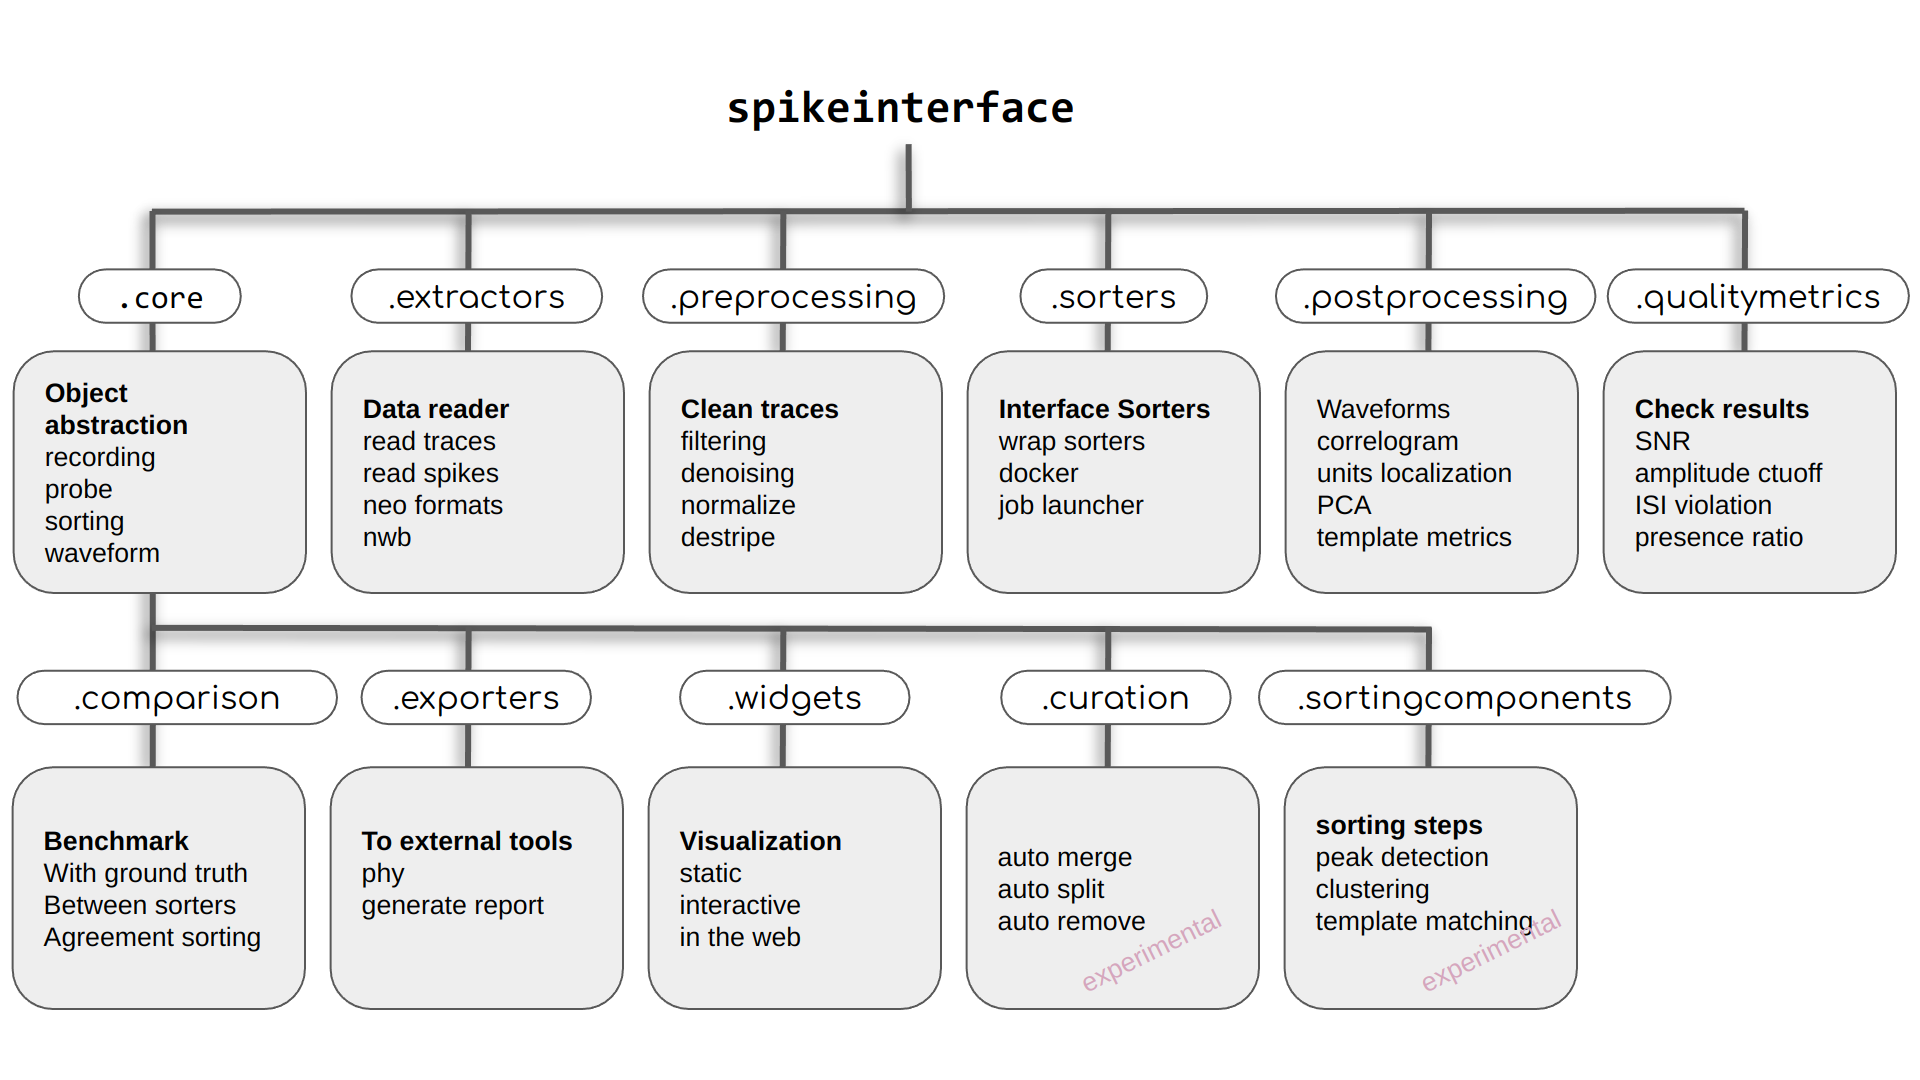 spikeinterface
.core
.extractors
.preprocessing
.sorters
.postprocessing
.qualitymetrics
Object
abstraction
recording
probe
sorting
waveform
Data reader
read traces
read spikes
neo formats
nwb
Clean traces
filtering
denoising
normalize
destripe
Interface Sorters
wrap sorters
docker
job launcher
Waveforms
correlogram
units localization
PCA
template metrics
Check results
SNR
amplitude ctuoff
ISI violation
presence ratio
.comparison
.exporters
.widgets
.curation
.sortingcomponents
Benchmark
With ground truth
Between sorters
Agreement sorting
To external tools
phy
generate report
Visualization
static
interactive
in the web
auto merge
auto split
auto remove
experimental
sorting steps
peak detection
clustering
template matching
experimental